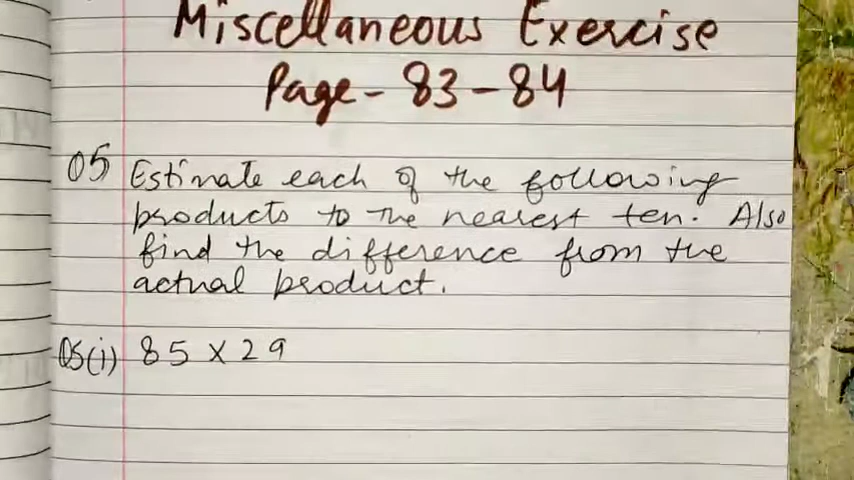 Miscellaneous Exercise
Page - 83 - 84
05 Estimate each of the following
products to the nearest ten. Also
find the difference from the
actual product.
05(i) 85 × 29